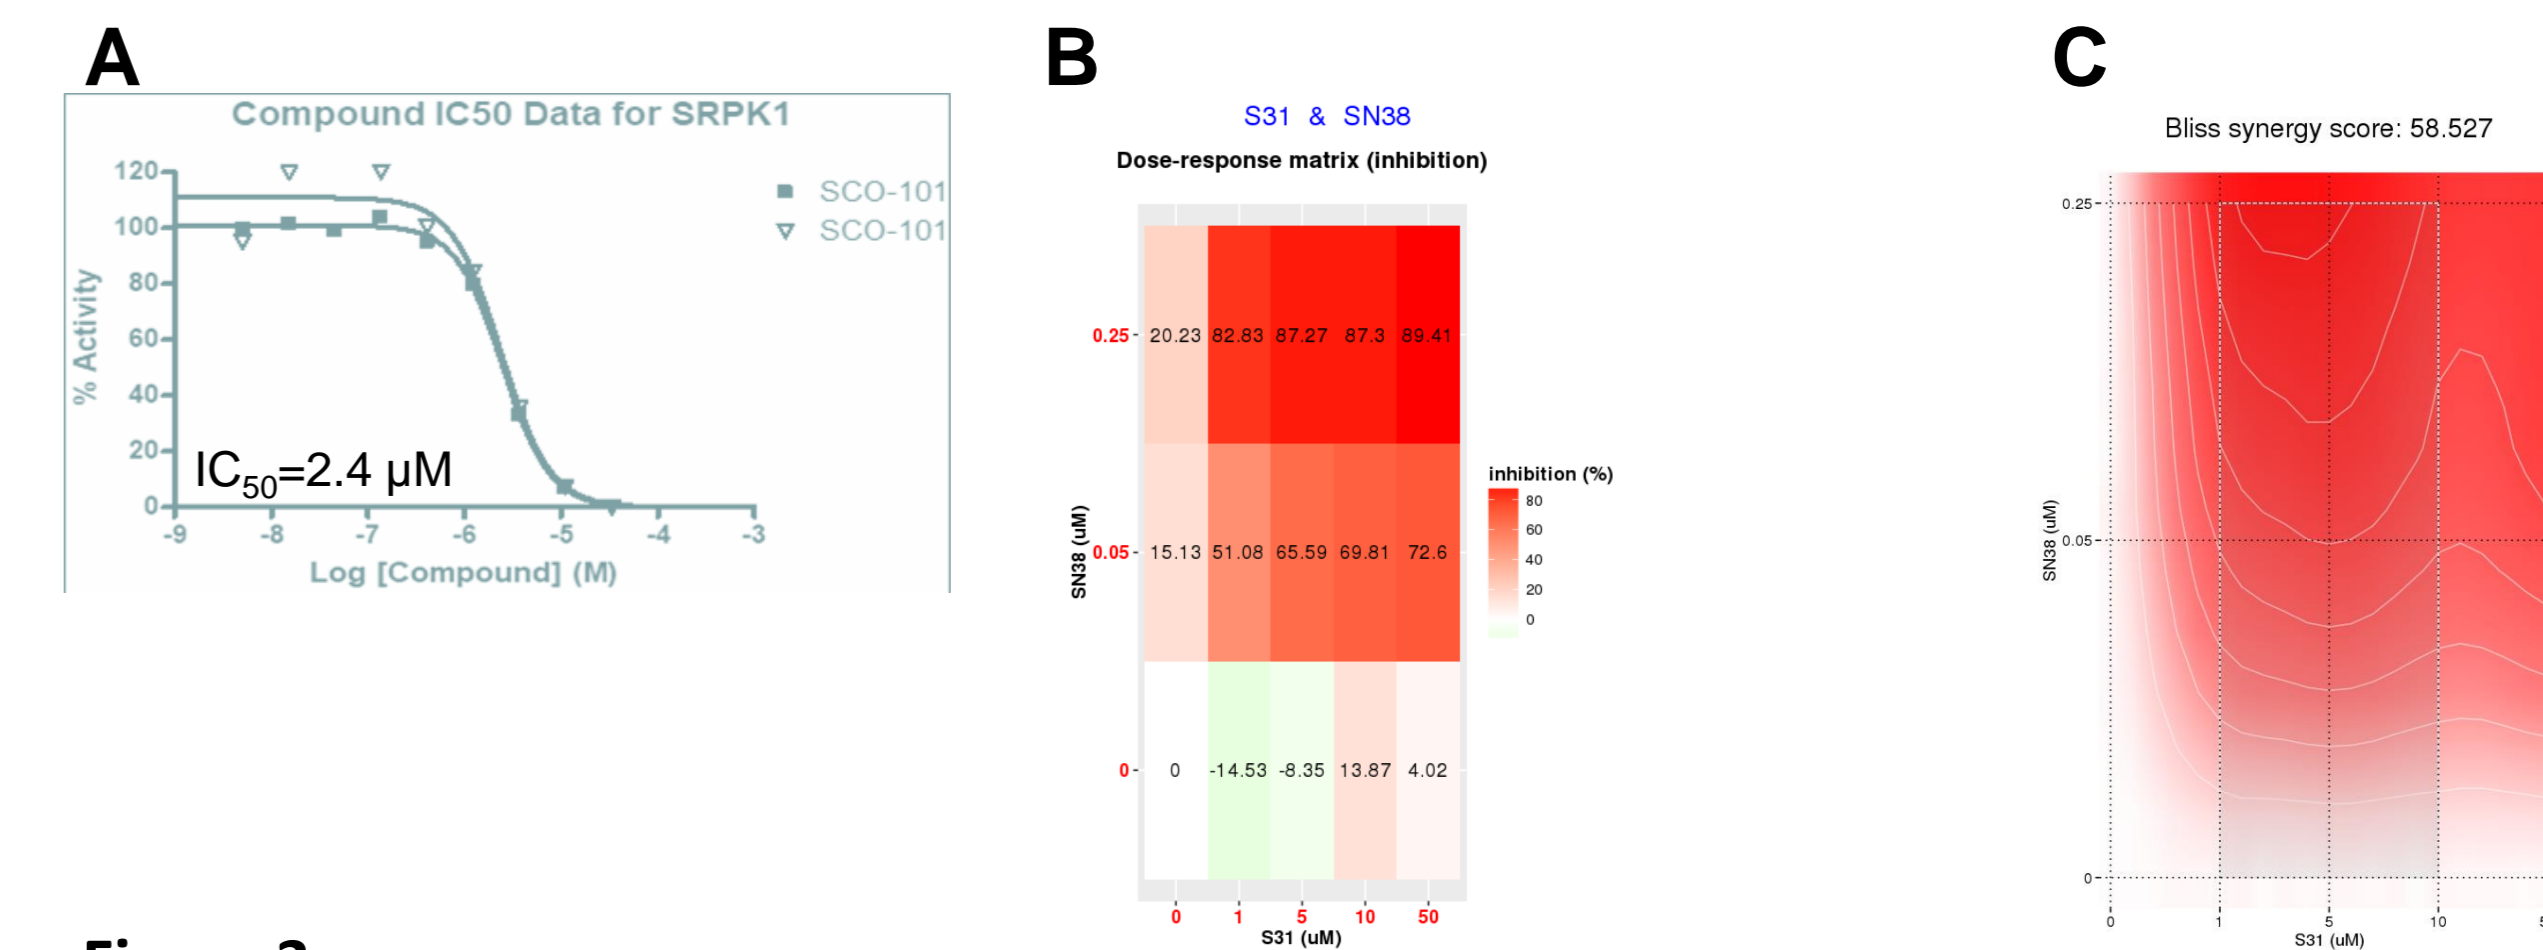 A
Compound IC50 Data for SRPK1
120
100
80
60
40
20
0
% Activity
SCO-101
SCO-101
IC50=2.4 µM
-9 -8 -7 -6 -5 -4 -3
Log [Compound] (M)
B
S31 & SN38
Dose-response matrix (inhibition)
SN38 (uM)
0.25 20.23 82.83 87.27 87.3 89.41
0.05 15.13 51.08 65.59 69.81 72.6
0 0 -14.53 -8.35 13.87 4.02
0 1 5 10 50
S31 (uM)
inhibition (%)
80
60
40
20
0
C
Bliss synergy score: 58.527
0.25
0.05
0
SN38 (uM)
0 1 5 10
S31 (uM)